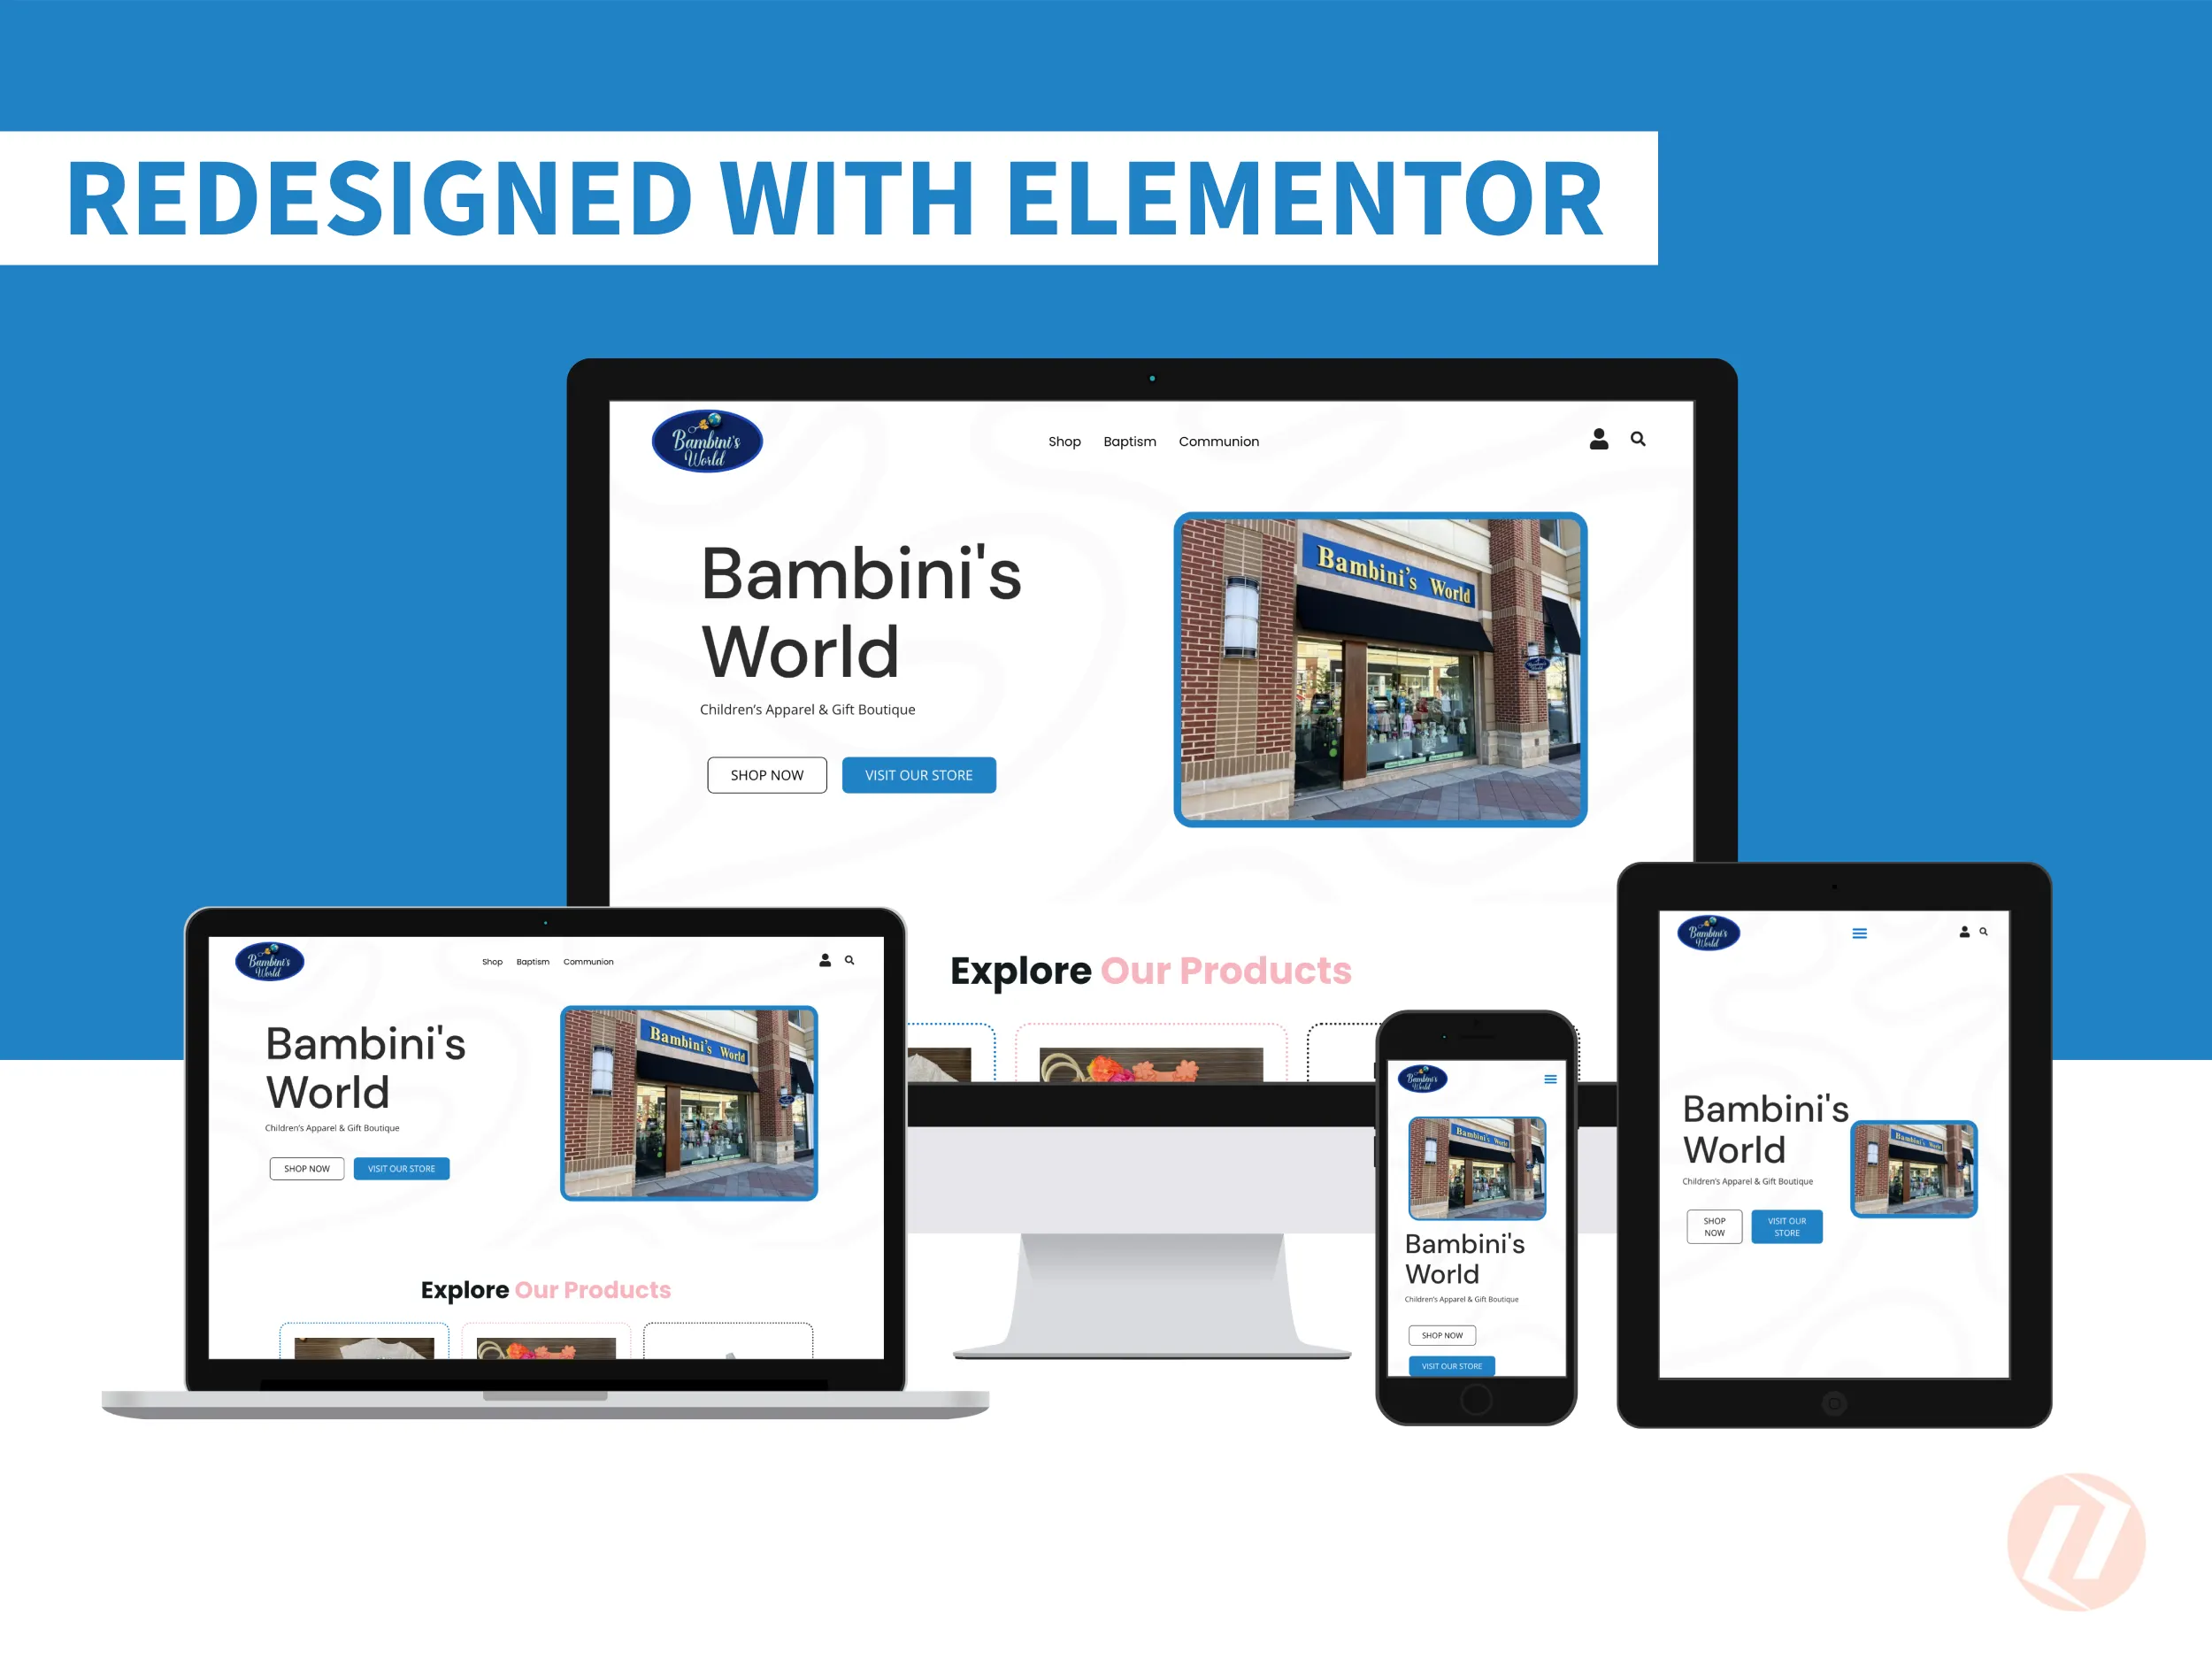 REDESIGNED WITH ELEMENTOR
Bambini's
World
Shop Baptism Communion
Bambini's
World
Children's Apparel & Gift Boutique
SHOP NOW VISIT OUR STORE
Bambini's World
Explore Our Products
Bambini's
World
Shop Baptism Communion
Bambini's
World
Children's Apparel & Gift Boutique
SHOP NOW VISIT OUR STORE
Bambini's World
Explore Our Products
Bambini's
World
Bambini's World
Bambini's
World
Children's Apparel & Gift Boutique
SHOP NOW
VISIT OUR STORE
Bambini's
World
Bambini's
World
Children's Apparel & Gift Boutique
SHOP
NOW
VISIT OUR
STORE
Bambini's World